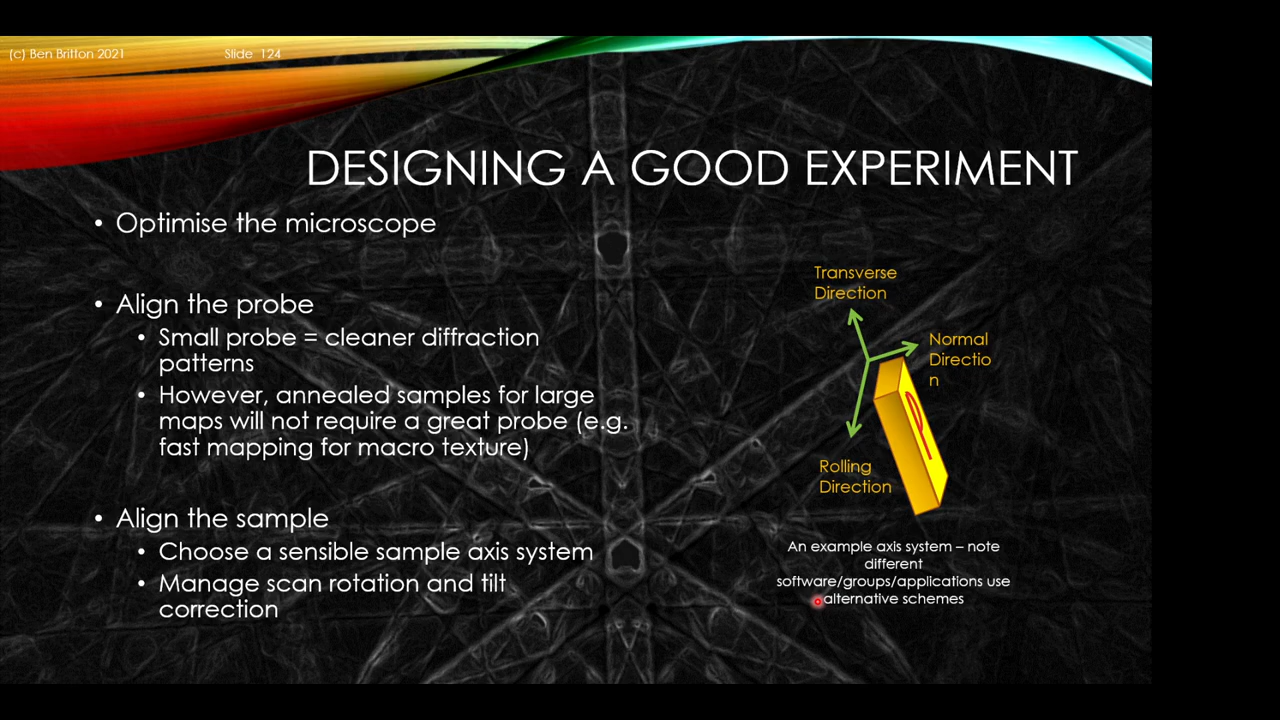 (c) Ben Britton 2021 Slide 124
DESIGNING A GOOD EXPERIMENT
• Optimise the microscope
• Align the probe
• Small probe = cleaner diffraction
patterns
• However, annealed samples for large
maps will not require a great probe (e.g.
fast mapping for macro texture)
• Align the sample
• Choose a sensible sample axis system
• Manage scan rotation and tilt
correction
Transverse
Direction
Normal
Directio
n
Rolling
Direction
An example axis system – note
different
software/groups/applications use
alternative schemes